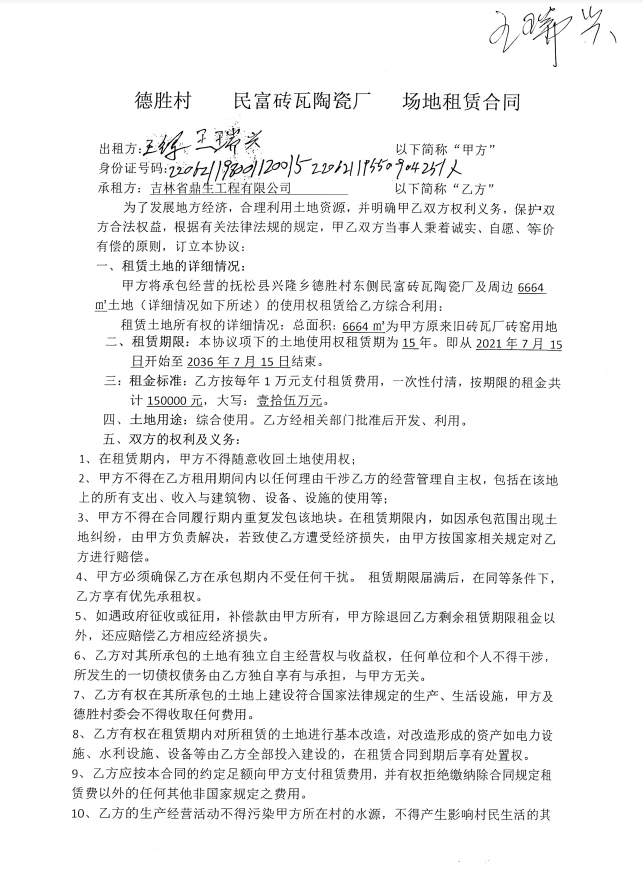 王瑞兴
德胜村 民富砖瓦陶瓷厂 场地租赁合同
出租方: 王瑞兴 以下简称“甲方”
身份证号码: 22062119550904251X
承租方: 吉林省鼎生工程有限公司 以下简称“乙方”
为了发展地方经济，合理利用土地资源，并明确甲乙双方权利义务，保护双
方合法权益，根据有关法律法规的规定，甲乙双方当事人秉着诚实、自愿、等价
有偿的原则，订立本协议：
一、租赁土地的详细情况：
甲方将承包经营的抚松县兴隆乡德胜村东侧民富砖瓦陶瓷厂及周边 6664
㎡土地（详细情况如下所述）的使用权租赁给乙方综合利用：
租赁土地所有权的详细情况：总面积：6664 ㎡为甲方原来旧砖瓦厂砖窑用地
二、租赁期限：本协议项下的土地使用权租赁期为 15 年。即从 2021 年 7 月 15
日开始至 2036 年 7 月 15 日结束。
三：租金标准：乙方按每年 1 万元支付租赁费用，一次性付清，按期限的租金共
计 150000 元，大写：壹拾伍万元。
四、土地用途：综合使用。乙方经相关部门批准后开发、利用。
五、双方的权利及义务：
1、在租赁期内，甲方不得随意收回土地使用权；
2、甲方不得在乙方租用期间内以任何理由干涉乙方的经营管理自主权，包括在该地
上的所有支出、收入与建筑物、设备、设施的使用等；
3、甲方不得在合同履行期内重复发包该地块。在租赁期限内，如因承包范围出现土
地纠纷，由甲方负责解决，若致使乙方遭受经济损失，由甲方按国家相关规定对乙
方进行赔偿。
4、甲方必须确保乙方在承包期内不受任何干扰。 租赁期限届满后，在同等条件下，
乙方享有优先承租权。
5、如遇政府征收或征用，补偿款由甲方所有，甲方除退回乙方剩余租赁期限租金以
外，还应赔偿乙方相应经济损失。
6、乙方对其所承包的土地有独立自主经营权与收益权，任何单位和个人不得干涉，
所发生的一切债权债务由乙方独自享有与承担，与甲方无关。
7、乙方有权在其所承包的土地上建设符合国家法律规定的生产、生活设施，甲方及
德胜村委会不得收取任何费用。
8、乙方有权在租赁期内对所租赁的土地进行基本改造，对改造形成的资产如电力设
施、水利设施、设备等由乙方全部投入建设的，在租赁合同到期后享有处置权。
9、乙方应按本合同的约定足额向甲方支付租赁费用，并有权拒绝缴纳除合同规定租
赁费以外的任何其他非国家规定之费用。
10、乙方的生产经营活动不得污染甲方所在村的水源，不得产生影响村民生活的其